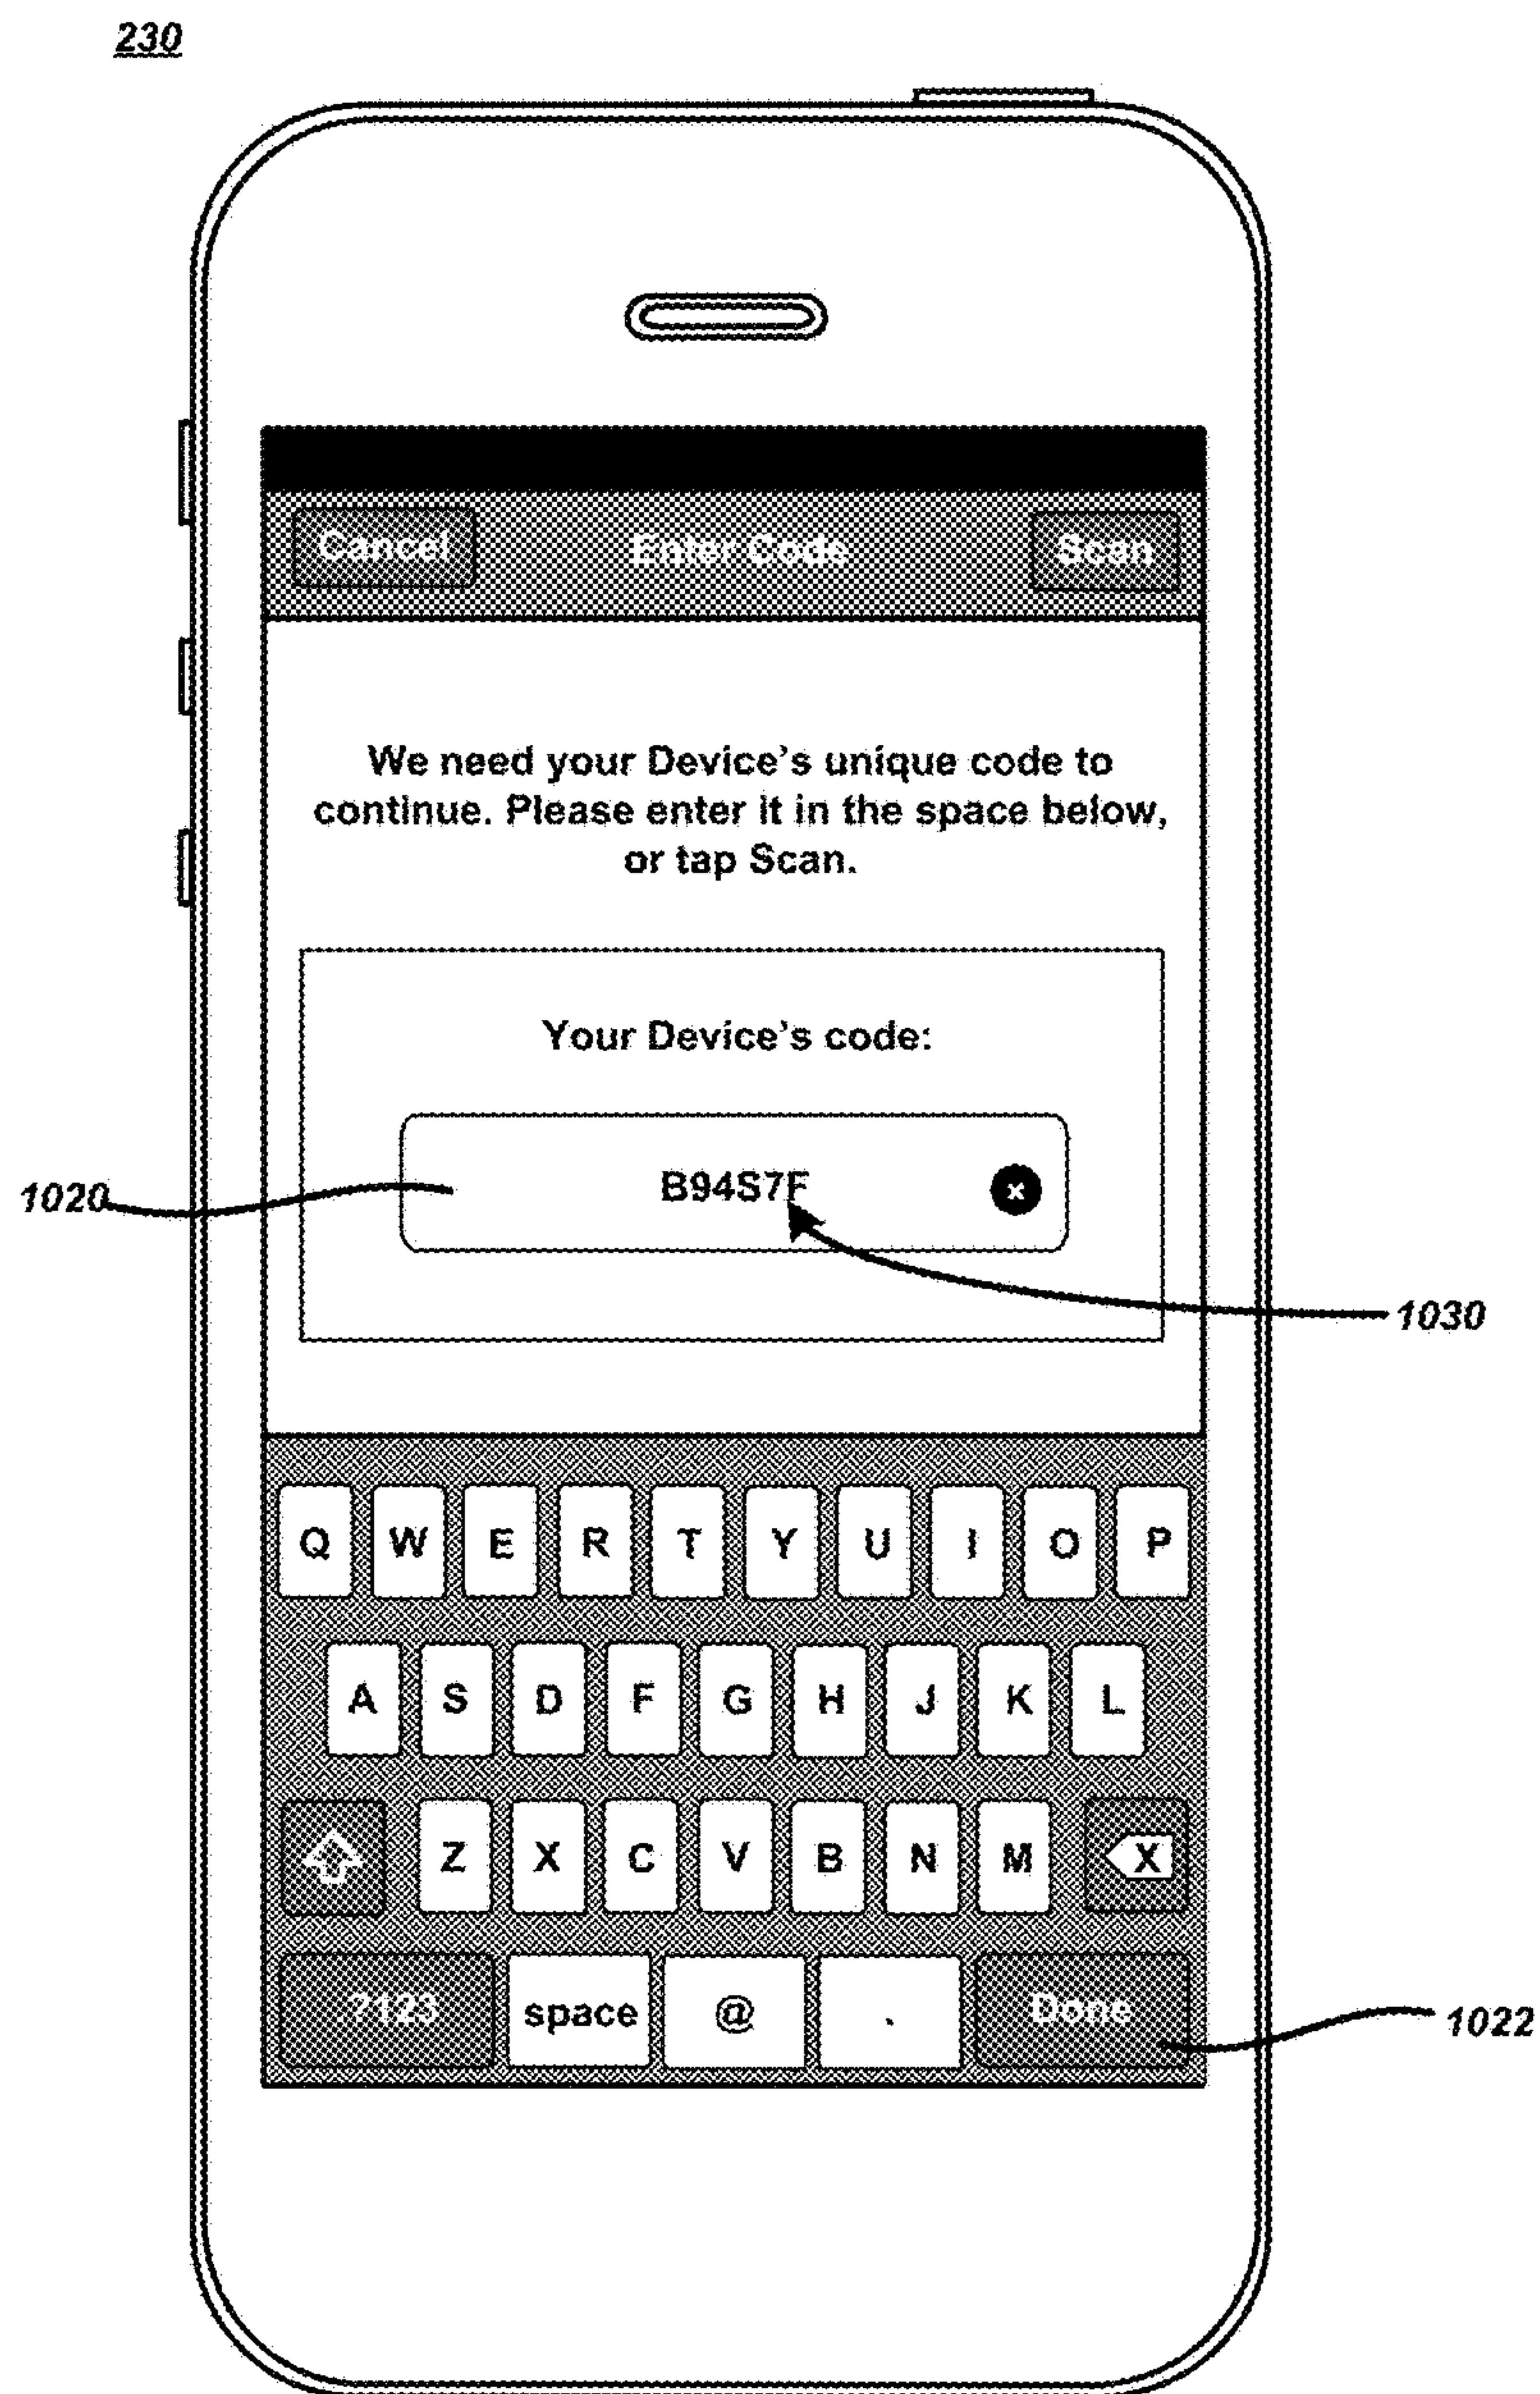 230
Cancel Enter Code Scan
We need your Device's unique code to
continue. Please enter it in the space below,
or tap Scan.
Your Device's code:
1020
B94S7F x
1030
Q W E R T Y U I O P
A S D F G H J K L
Z X C V B N M X
?123 space @ . Done
1022